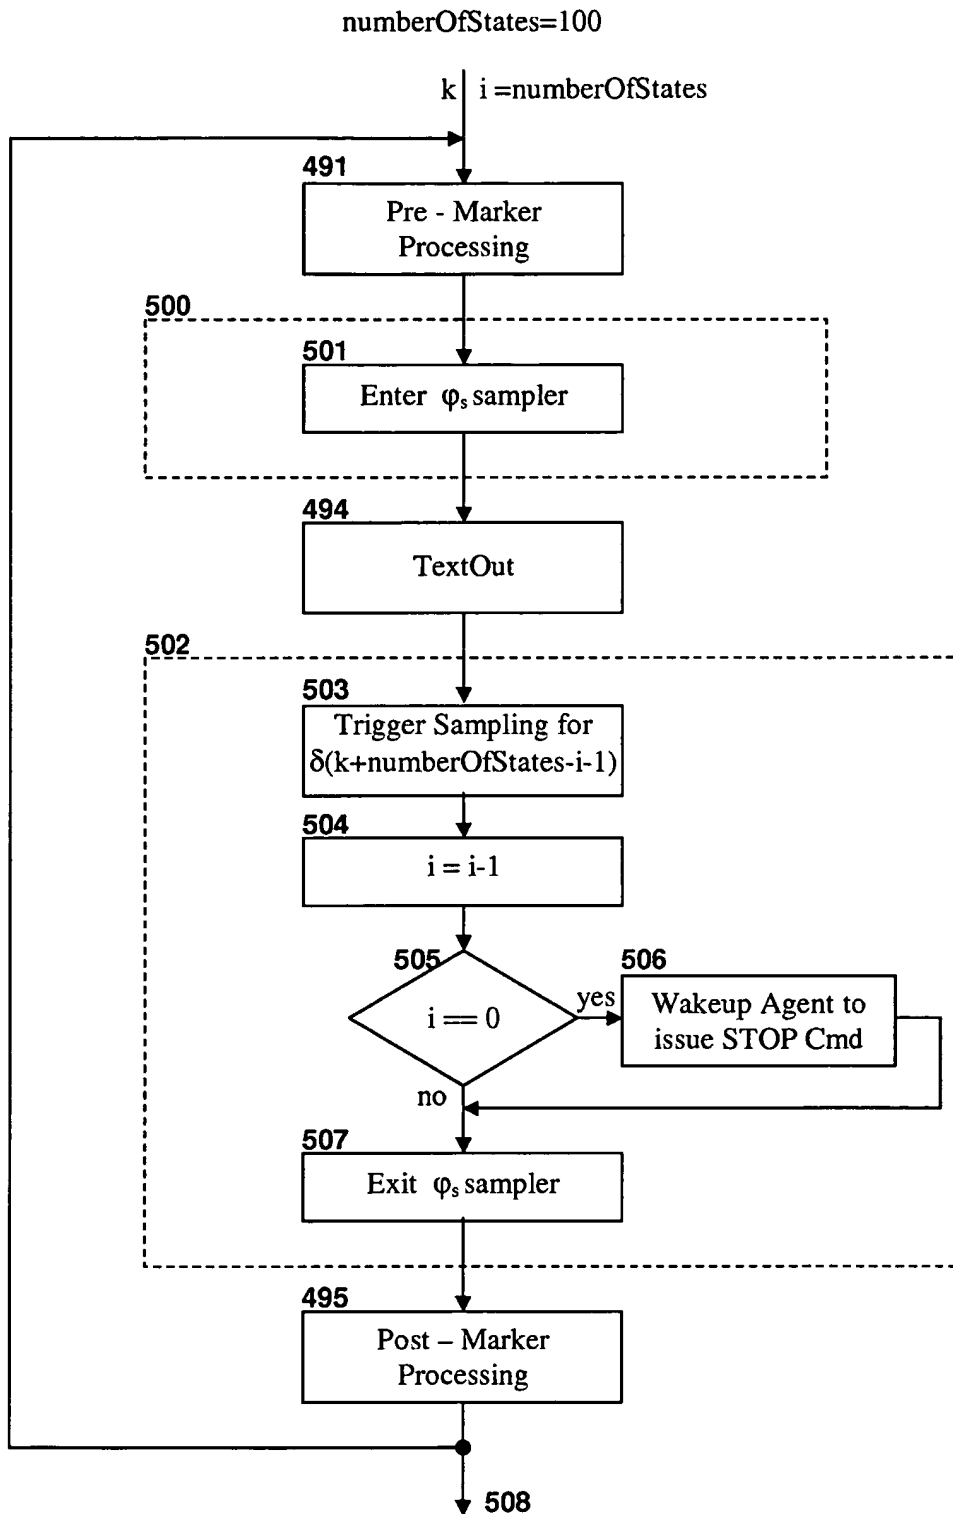 numberOfStates=100
k i =numberOfStates
491
Pre - Marker
Processing
500
501
Enter φs sampler
494
TextOut
502
503
Trigger Sampling for
δ(k+numberOfStates-i-1)
504
i = i-1
505
i == 0
yes
506
Wakeup Agent to
issue STOP Cmd
no
507
Exit φs sampler
495
Post – Marker
Processing
508